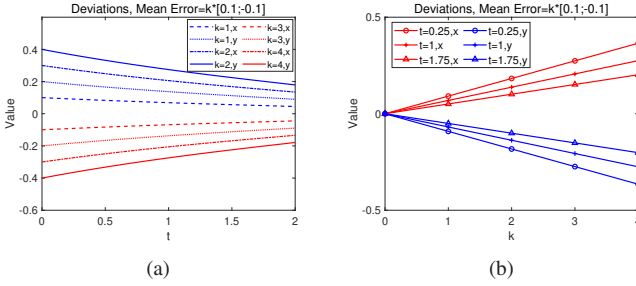 Deviations, Mean Error=k*[0.1;-0.1]
Value
0.6
0.4
0.2
0
-0.2
-0.4
-0.6
k=1,x
k=1,y
k=2,x
k=2,y
k=3,x
k=3,y
k=4,x
k=4,y
0
0.5
1
1.5
2
t
(a)
Deviations, Mean Error=k*[0.1;-0.1]
Value
0.5
0
-0.5
t=0.25,x
t=1,x
t=1.75,x
t=0.25,y
t=1,y
t=1.75,y
0
1
2
3
4
k
(b)